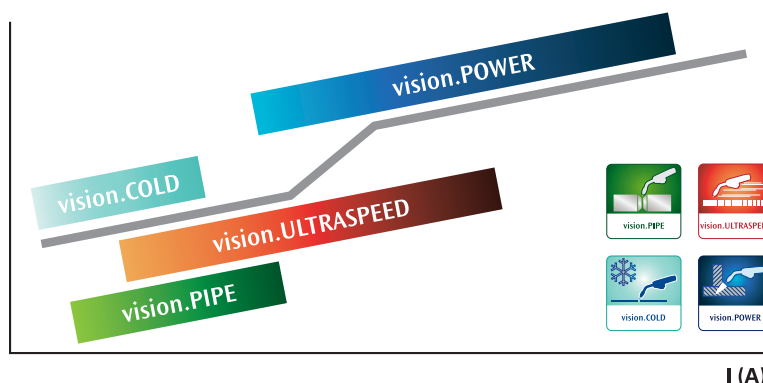 vision.POWER
vision.COLD
vision.ULTRASPEED
vision.PIPE
vision.PIPE
vision.ULTRASPEE
vision.COLD
vision.POWER
I (A)